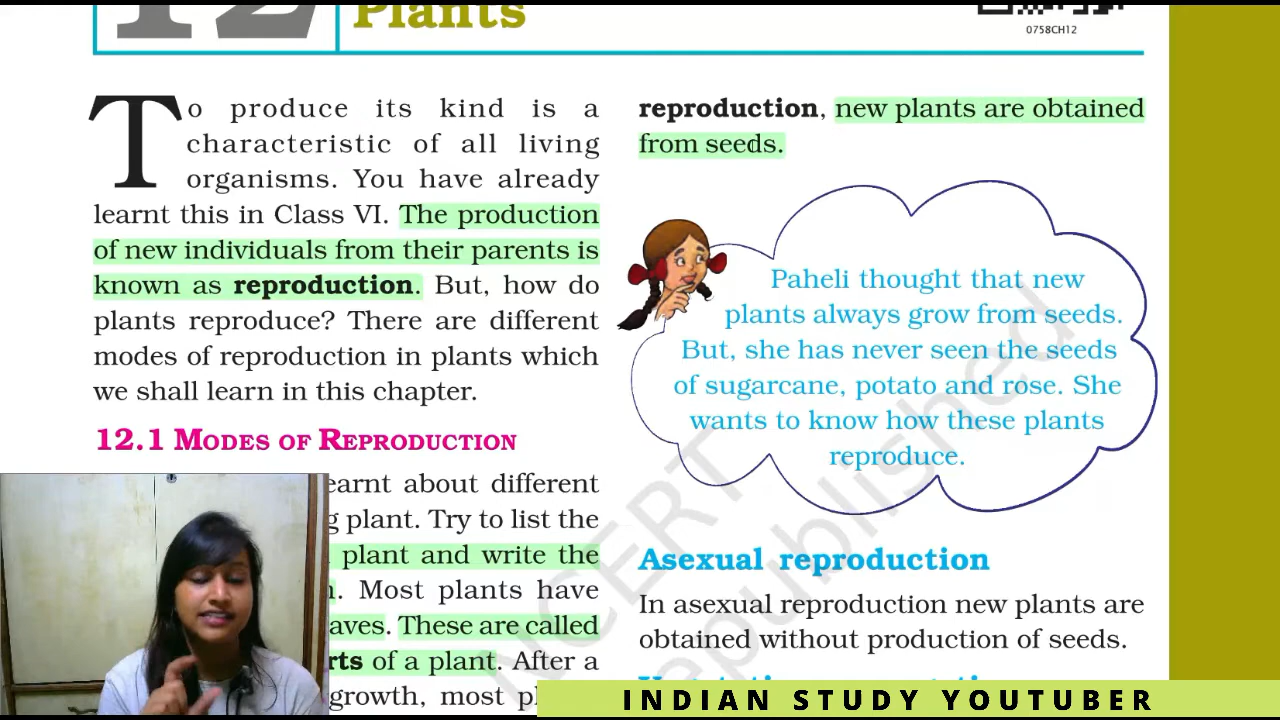 12
Plants
0758CH12
To produce its kind is a
characteristic of all living
organisms. You have already
learnt this in Class VI. The production
of new individuals from their parents is
known as reproduction. But, how do
plants reproduce? There are different
modes of reproduction in plants which
we shall learn in this chapter.
12.1 MODES OF REPRODUCTION
earnt about different
g plant. Try to list the
plant and write the
. Most plants have
aves. These are called
rts of a plant. After a
growth, most pl
reproduction, new plants are obtained
from seeds.
Paheli thought that new
plants always grow from seeds.
But, she has never seen the seeds
of sugarcane, potato and rose. She
wants to know how these plants
reproduce.
Asexual reproduction
In asexual reproduction new plants are
obtained without production of seeds.
NCERT
republished
INDIAN STUDY YOUTUBER